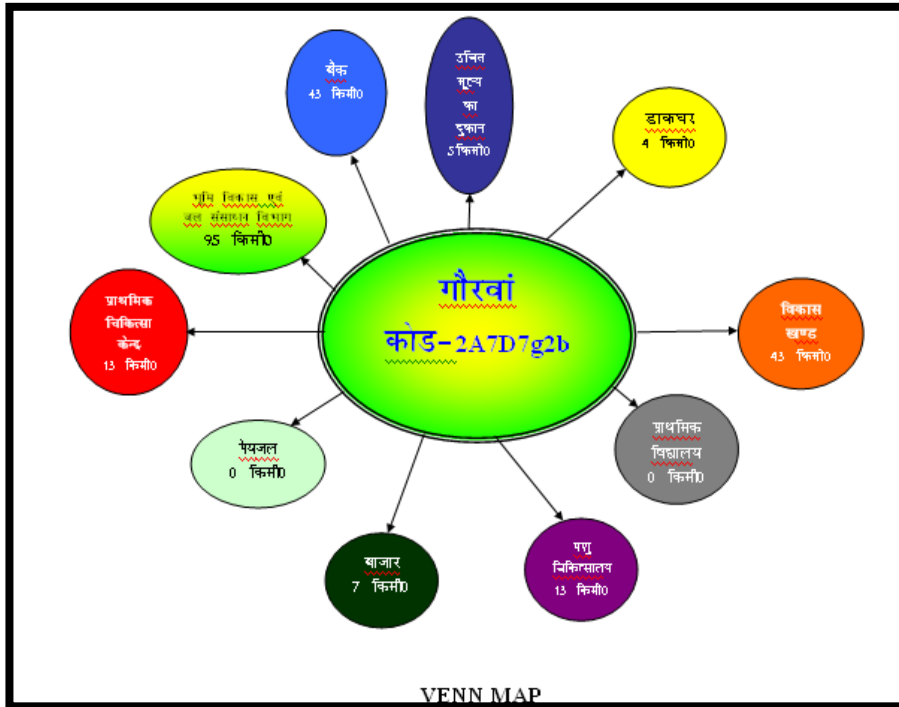 बैंक
43 किमी0
उचित
मूल्य
का
दुकान
5किमी0
डाकघर
4 किमी0
भूमि विकास एवं
जल संसाधन विभाग
95 किमी0
गौरवां
कोड-2A7D7g2b
प्राथमिक
चिकित्सा
केन्द्र
13 किमी0
विकास
खण्ड
43 किमी0
पेयजल
0 किमी0
प्राथमिक
विद्यालय
0 किमी0
बाजार
7 किमी0
पशु
चिकित्सालय
13 किमी0
VENN MAP